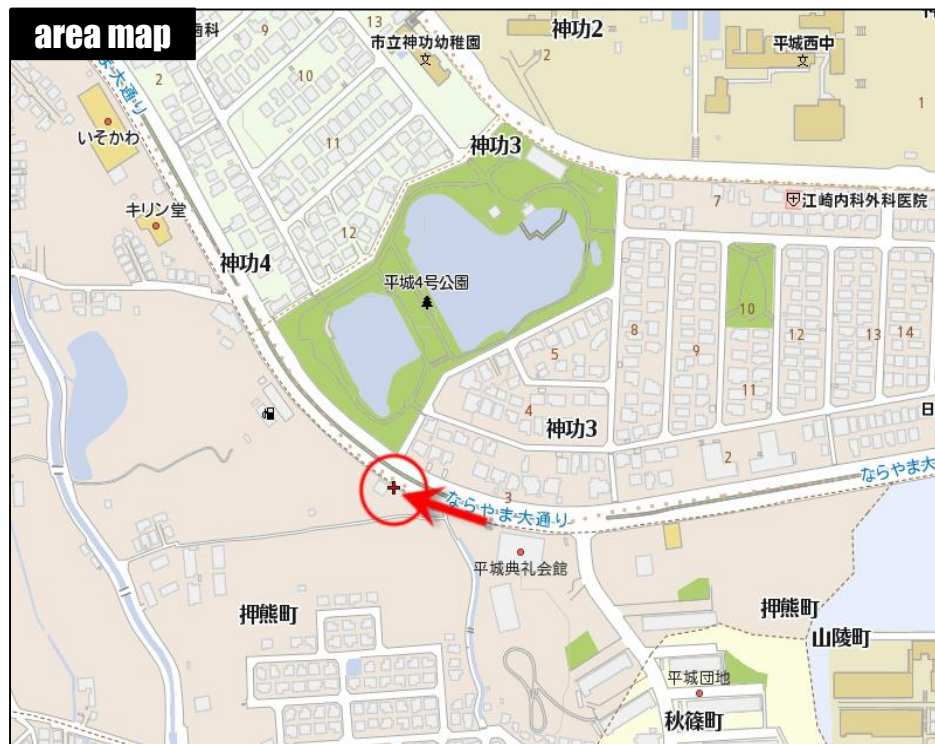 area map
歯科
9
13
市立神功幼稚園
文
神功2
2
平城西中
文
1
2
10
ま大通り
いそかわ
11
神功3
キリン堂
12
7
江崎内科外科医院
神功4
平城4号公園
10
8
12
13
14
5
9
11
4
神功3
日
2
3
ならやま大通り
ならやま大
平城典礼会館
押熊町
押熊町
山陵町
平城団地
秋篠町